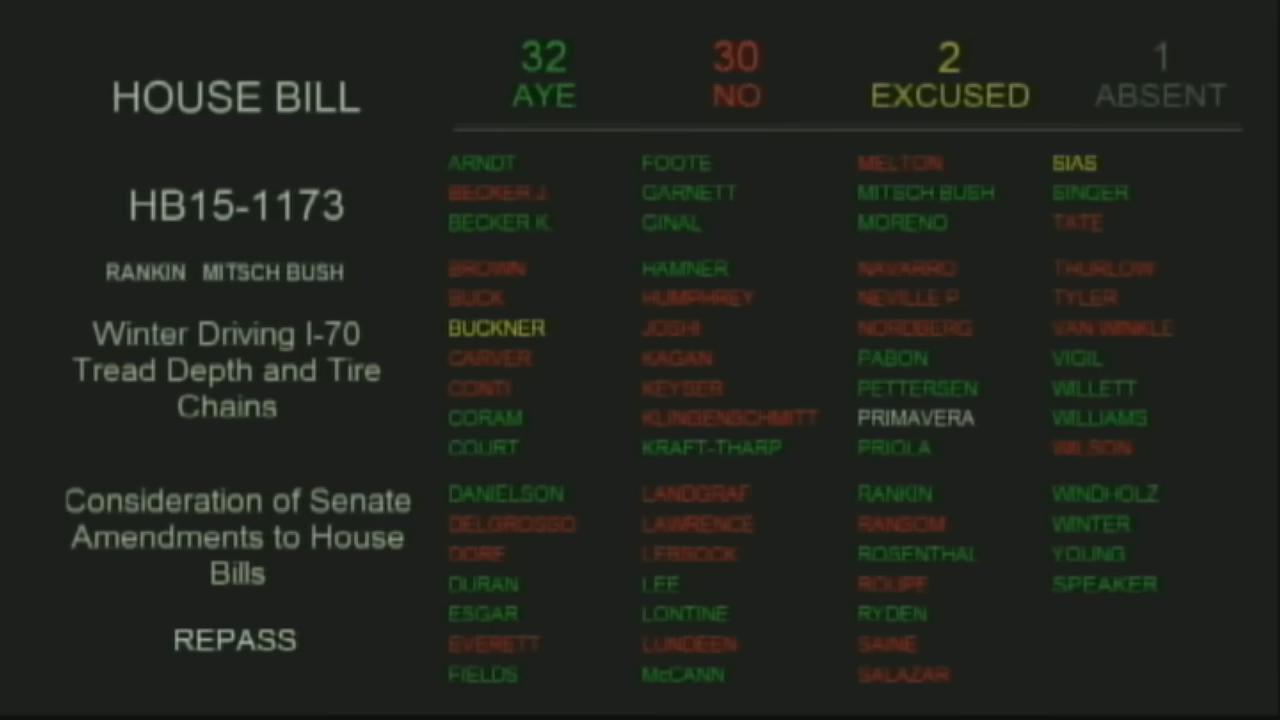 32 30 2 1
AYE NO EXCUSED ABSENT
HOUSE BILL
HB15-1173
RANKIN MITSCH BUSH
Winter Driving I-70
Tread Depth and Tire
Chains
Consideration of Senate
Amendments to House
Bills
REPASS
ARNDT
BECKER J.
BECKER K.
BROWN
BUCK
BUCKNER
CARVER
CONTI
CORAM
COURT
DANIELSON
DELGROSSO
DORE
DURAN
ESGAR
EVERETT
FIELDS
FOOTE
GARNETT
GINAL
HAMNER
HUMPHREY
JOSHI
KAGAN
KEYSER
KLINGENSCHMITT
KRAFT-THARP
LANDGRAF
LAWRENCE
LEBSOCK
LEE
LONTINE
LUNDEEN
McCANN
MELTON
MITSCH BUSH
MORENO
NAVARRO
NEVILLE P.
NORDBERG
PABON
PETTERSEN
PRIMAVERA
PRIOLA
RANKIN
RANSOM
ROSENTHAL
ROUPE
RYDEN
SAINE
SALAZAR
SIAS
SINGER
TATE
THURLOW
TYLER
VAN WINKLE
VIGIL
WILLETT
WILLIAMS
WILSON
WINDHOLZ
WINTER
YOUNG
SPEAKER